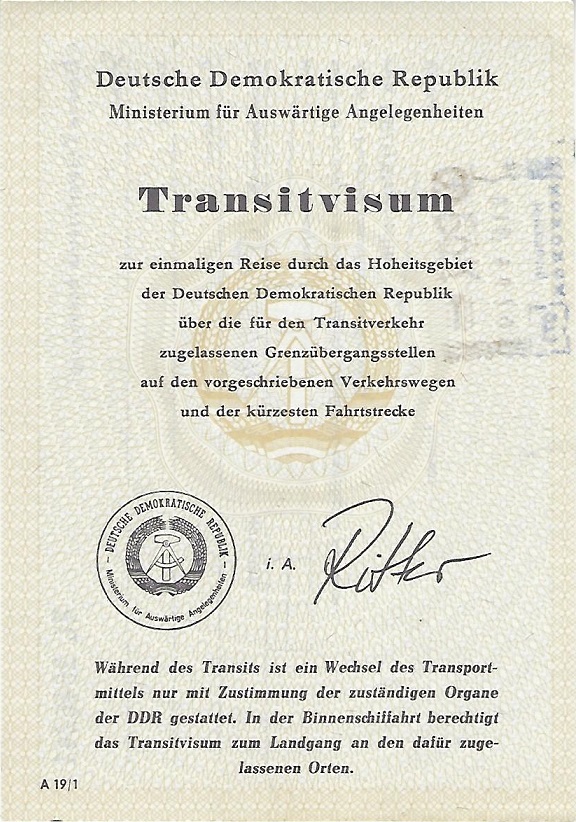 Deutsche Demokratische Republik
Ministerium für Auswärtige Angelegenheiten
Transitvisum
zur einmaligen Reise durch das Hoheitsgebiet
der Deutschen Demokratischen Republik
über die für den Transitverkehr
zugelassenen Grenzübergangsstellen
auf den vorgeschriebenen Verkehrswegen
und der kürzesten Fahrtstrecke
– DEUTSCHE DEMOKRATISCHE REPUBLIK –
Ministerium für Auswärtige Angelegenheiten
i. A. Ritter
Während des Transits ist ein Wechsel des Transport-
mittels nur mit Zustimmung der zuständigen Organe
der DDR gestattet. In der Binnenschiffahrt berechtigt
das Transitvisum zum Landgang an den dafür zuge-
lassenen Orten.
A 19/1